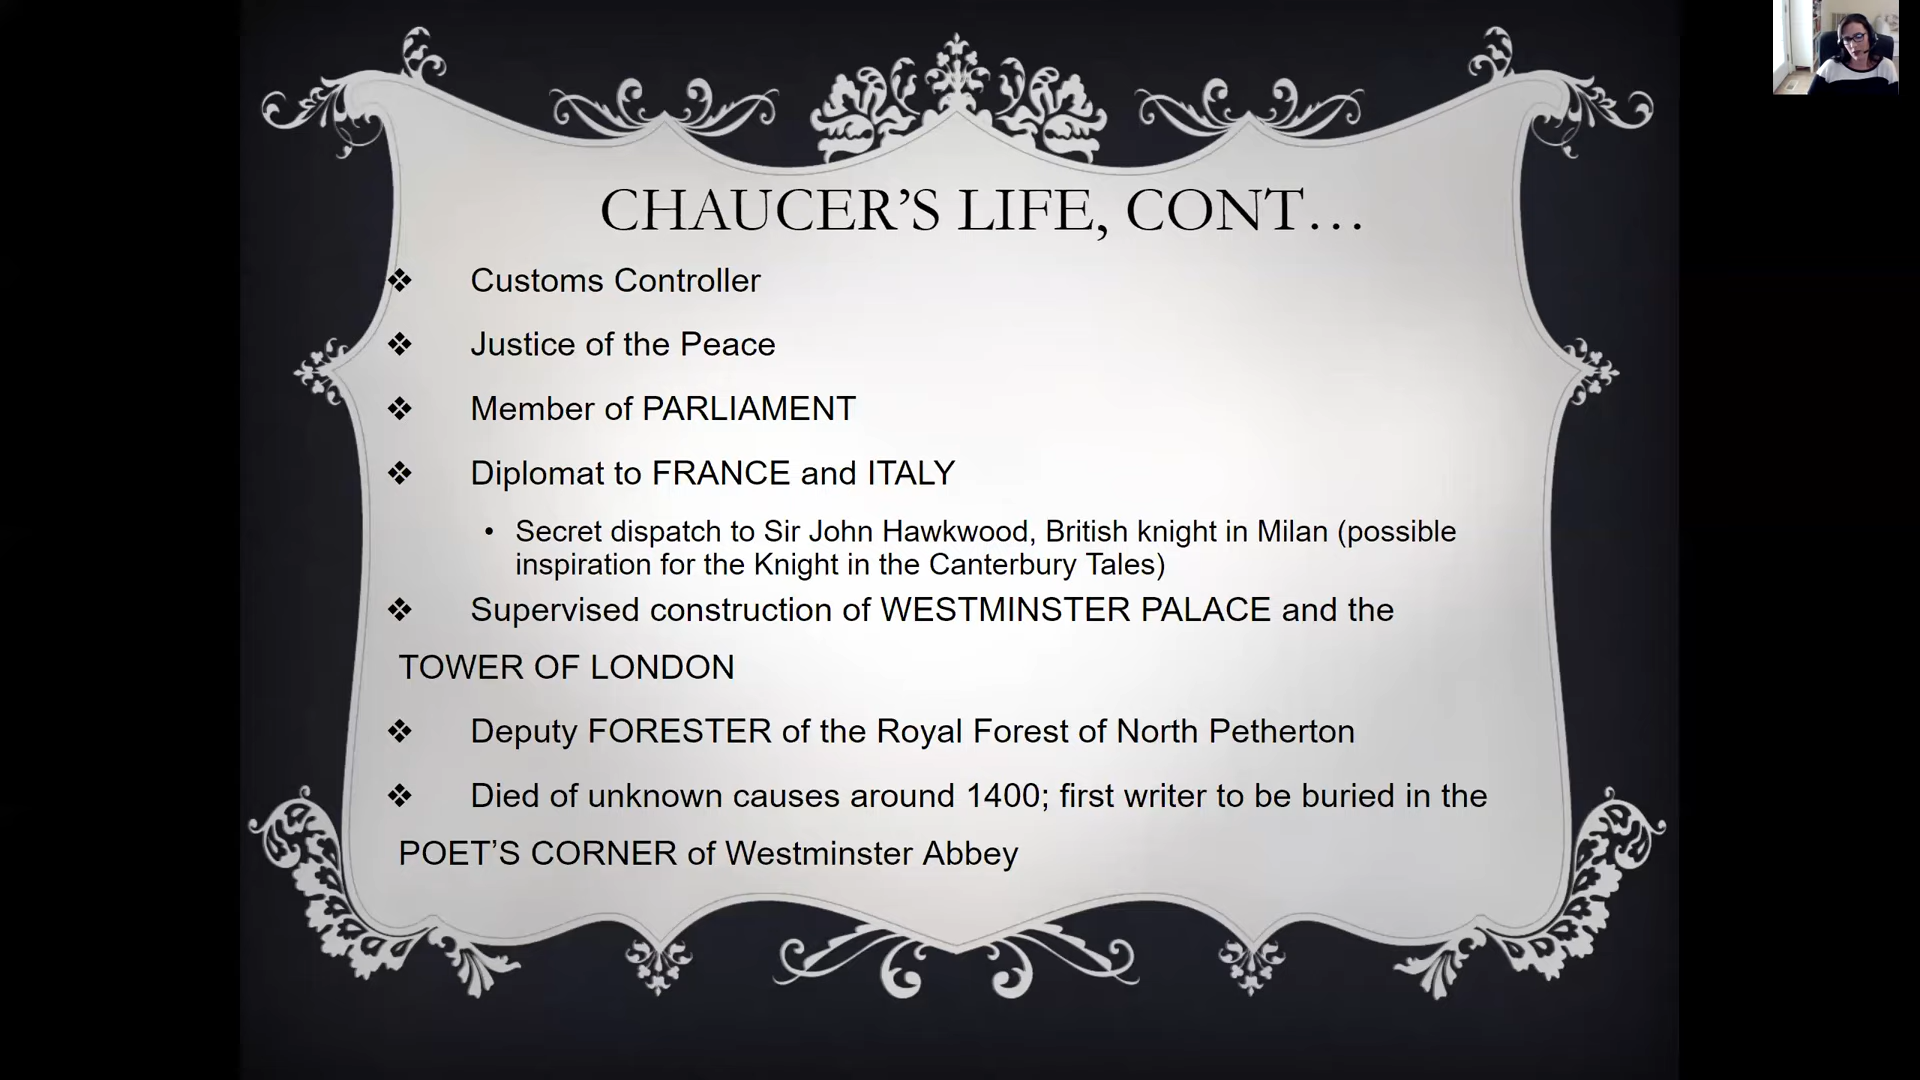 CHAUCER’S LIFE, CONT…
❖ Customs Controller
❖ Justice of the Peace
❖ Member of PARLIAMENT
❖ Diplomat to FRANCE and ITALY
• Secret dispatch to Sir John Hawkwood, British knight in Milan (possible
inspiration for the Knight in the Canterbury Tales)
❖ Supervised construction of WESTMINSTER PALACE and the
TOWER OF LONDON
❖ Deputy FORESTER of the Royal Forest of North Petherton
❖ Died of unknown causes around 1400; first writer to be buried in the
POET’S CORNER of Westminster Abbey